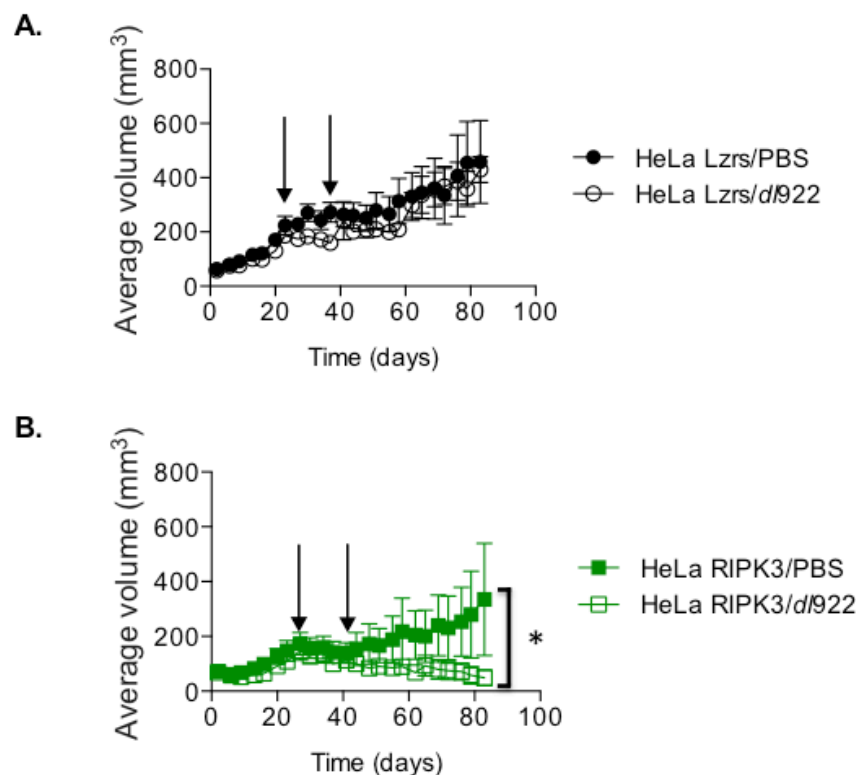 A.
Average volume (mm³)
800
600
400
200
0
0 20 40 60 80 100
Time (days)
HeLa Lzrs/PBS
HeLa Lzrs/dl922
B.
Average volume (mm³)
800
600
400
200
0
0 20 40 60 80 100
Time (days)
HeLa RIPK3/PBS
HeLa RIPK3/dl922
*